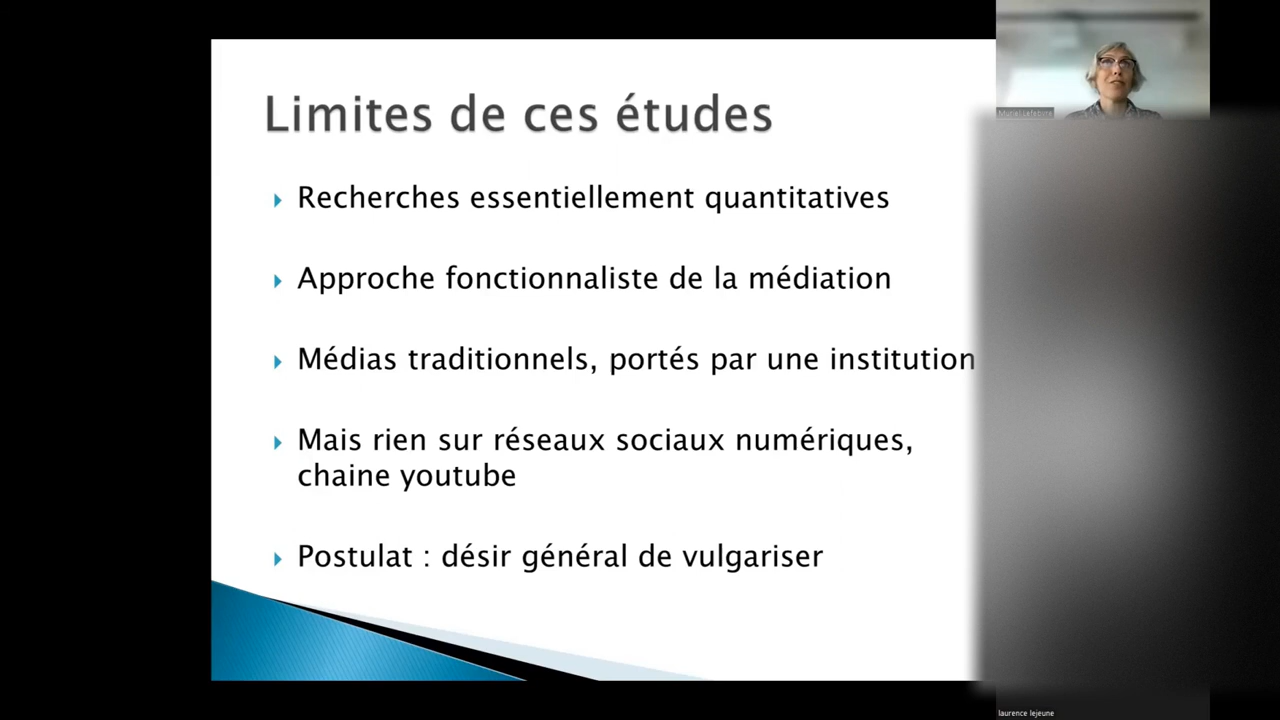 Limites de ces études
Recherches essentiellement quantitatives
Approche fonctionnaliste de la médiation
Médias traditionnels, portés par une institution
Mais rien sur réseaux sociaux numériques,
chaine youtube
Postulat : désir général de vulgariser
laurence lejeune